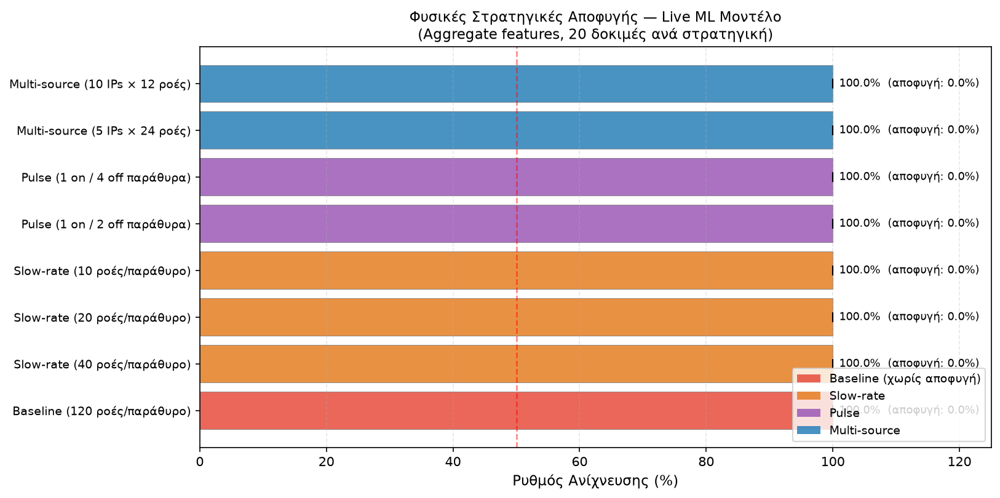 Φυσικές Στρατηγικές Αποφυγής — Live ML Μοντέλο
(Aggregate features, 20 δοκιμές ανά στρατηγική)
Multi-source (10 IPs × 12 ροές)
100.0% (αποφυγή: 0.0%)
Multi-source (5 IPs × 24 ροές)
100.0% (αποφυγή: 0.0%)
Pulse (1 on / 4 off παράθυρα)
100.0% (αποφυγή: 0.0%)
Pulse (1 on / 2 off παράθυρα)
100.0% (αποφυγή: 0.0%)
Slow-rate (10 ροές/παράθυρο)
100.0% (αποφυγή: 0.0%)
Slow-rate (20 ροές/παράθυρο)
100.0% (αποφυγή: 0.0%)
Slow-rate (40 ροές/παράθυρο)
100.0% (αποφυγή: 0.0%)
Baseline (120 ροές/παράθυρο)
100.0% (αποφυγή: 0.0%)
Baseline (χωρίς αποφυγή)
Slow-rate
Pulse
Multi-source
0 20 40 60 80 100 120
Ρυθμός Ανίχνευσης (%)